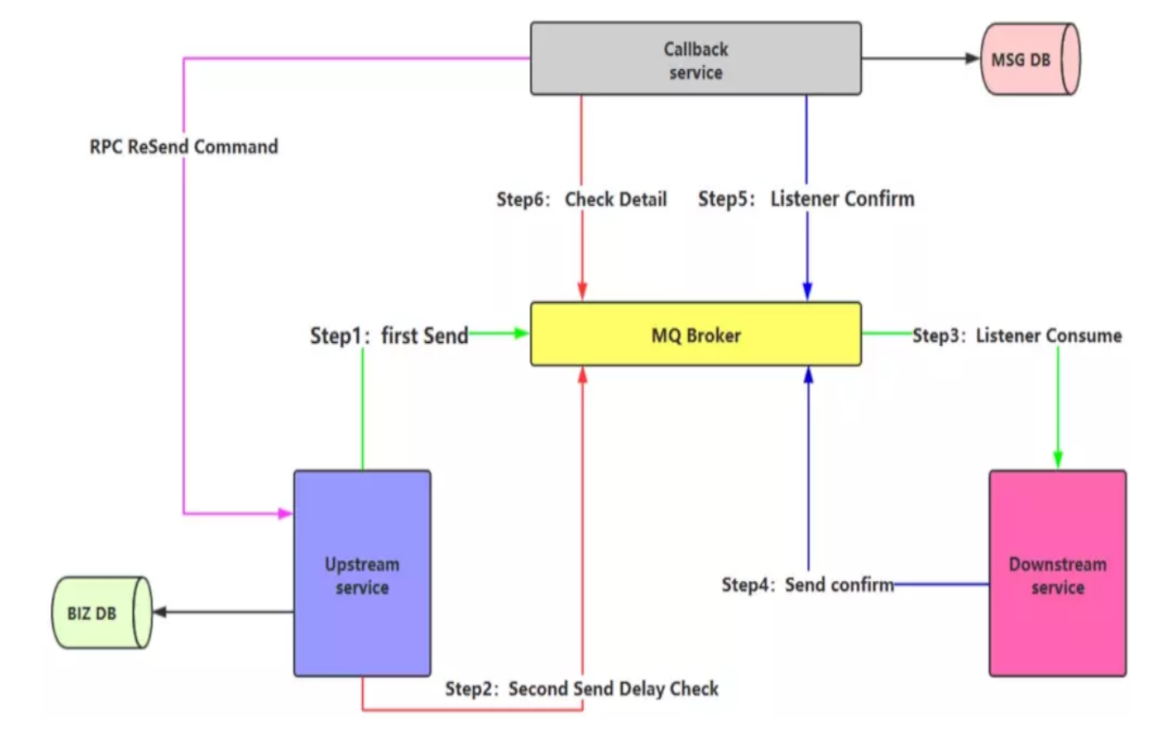 Callback
service
MSG DB
RPC ReSend Command
Step6： Check Detail
Step5： Listener Confirm
Step1：first Send
MQ Broker
Step3：Listener Consume
Upstream
service
Downstream
service
Step4：Send confirm
BIZ DB
Step2：Second Send Delay Check